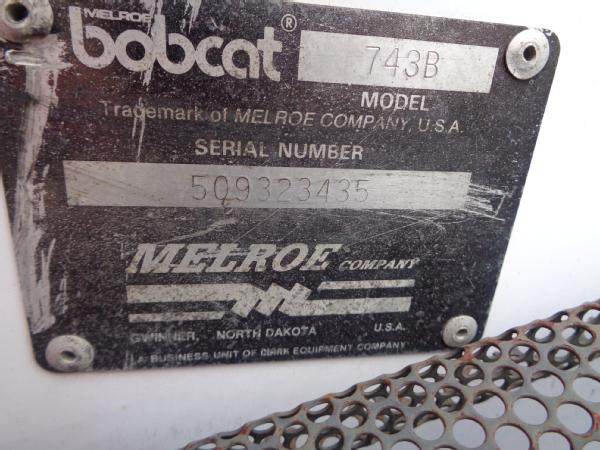 MELROE
bobcat® 743B
MODEL
Trademark of MELROE COMPANY, U.S.A.
SERIAL NUMBER
509323435
MELROE COMPANY
GWINNER, NORTH DAKOTA U.S.A.
A BUSINESS UNIT OF CLARK EQUIPMENT COMPANY